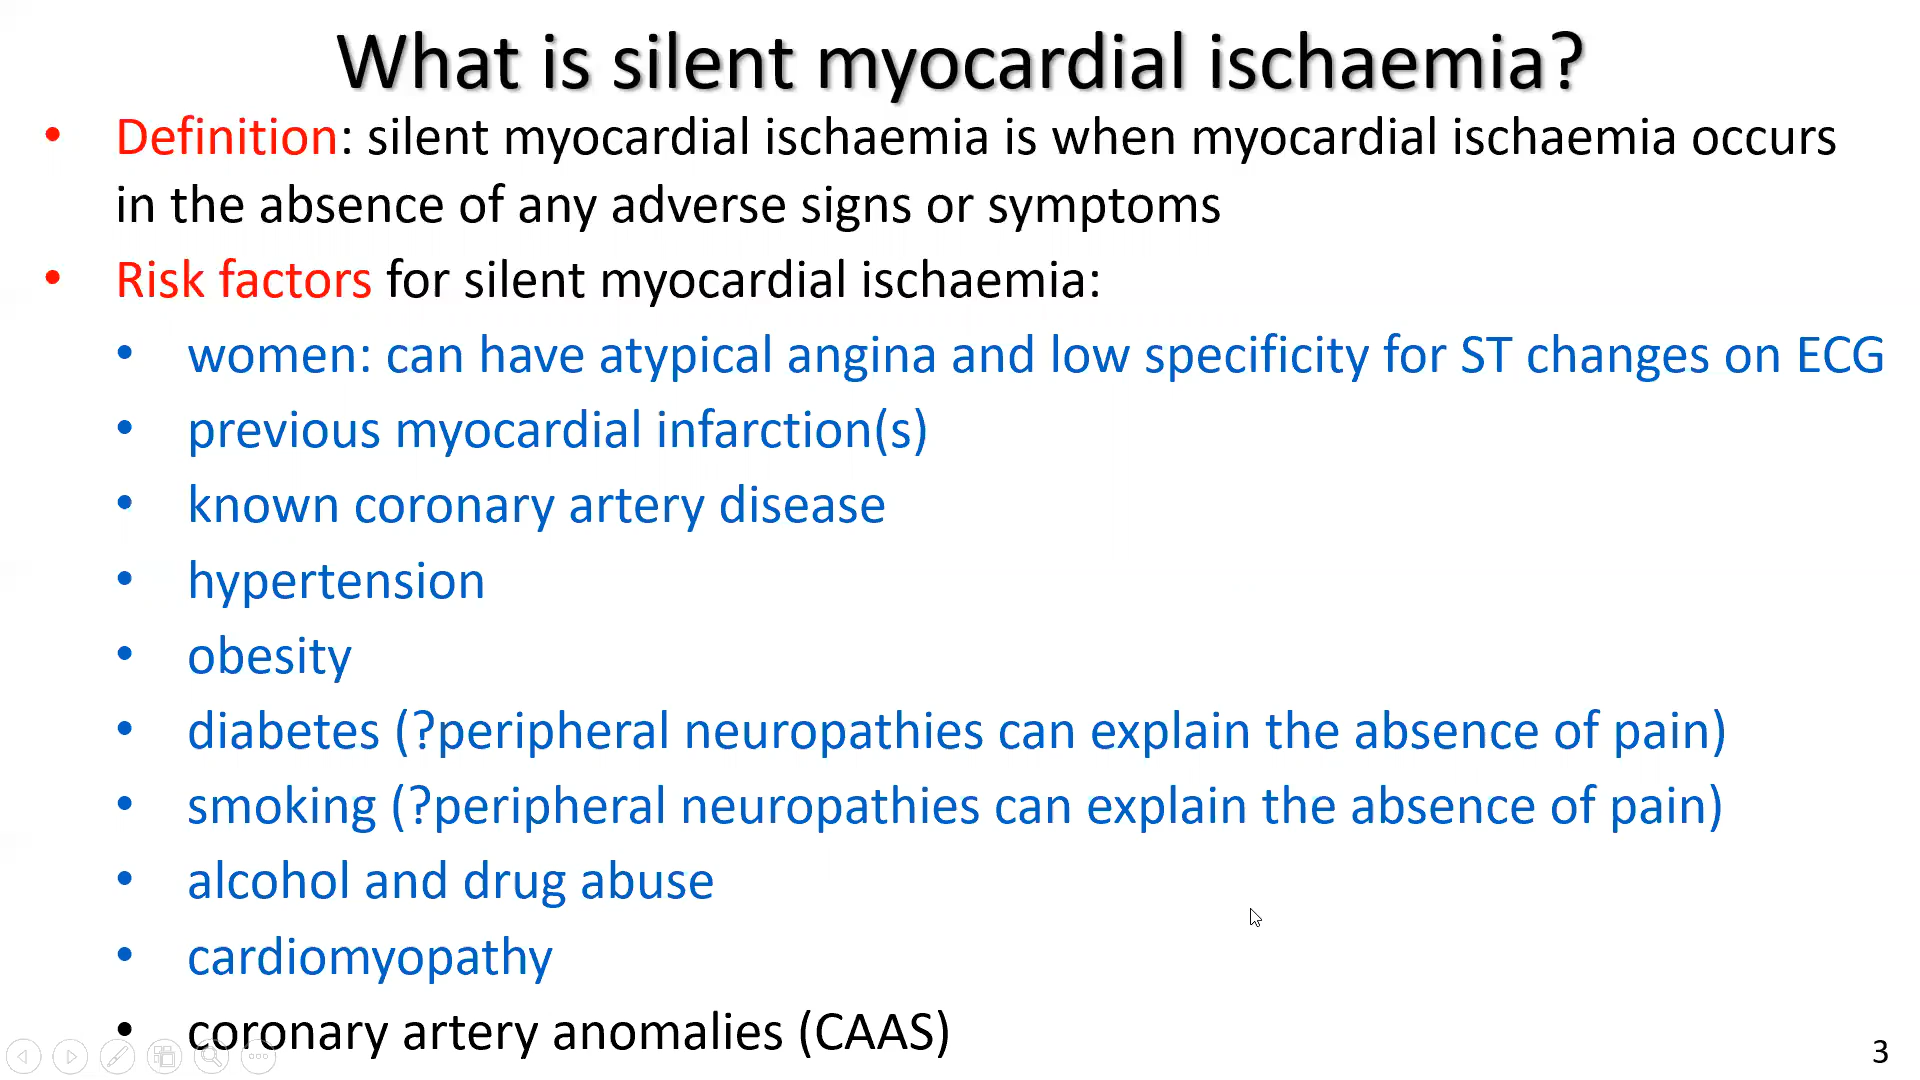 What is silent myocardial ischaemia?
• Definition: silent myocardial ischaemia is when myocardial ischaemia occurs
in the absence of any adverse signs or symptoms
• Risk factors for silent myocardial ischaemia:
• women: can have atypical angina and low specificity for ST changes on ECG
• previous myocardial infarction(s)
• known coronary artery disease
• hypertension
• obesity
• diabetes (?peripheral neuropathies can explain the absence of pain)
• smoking (?peripheral neuropathies can explain the absence of pain)
• alcohol and drug abuse
• cardiomyopathy
• coronary artery anomalies (CAAS)
3